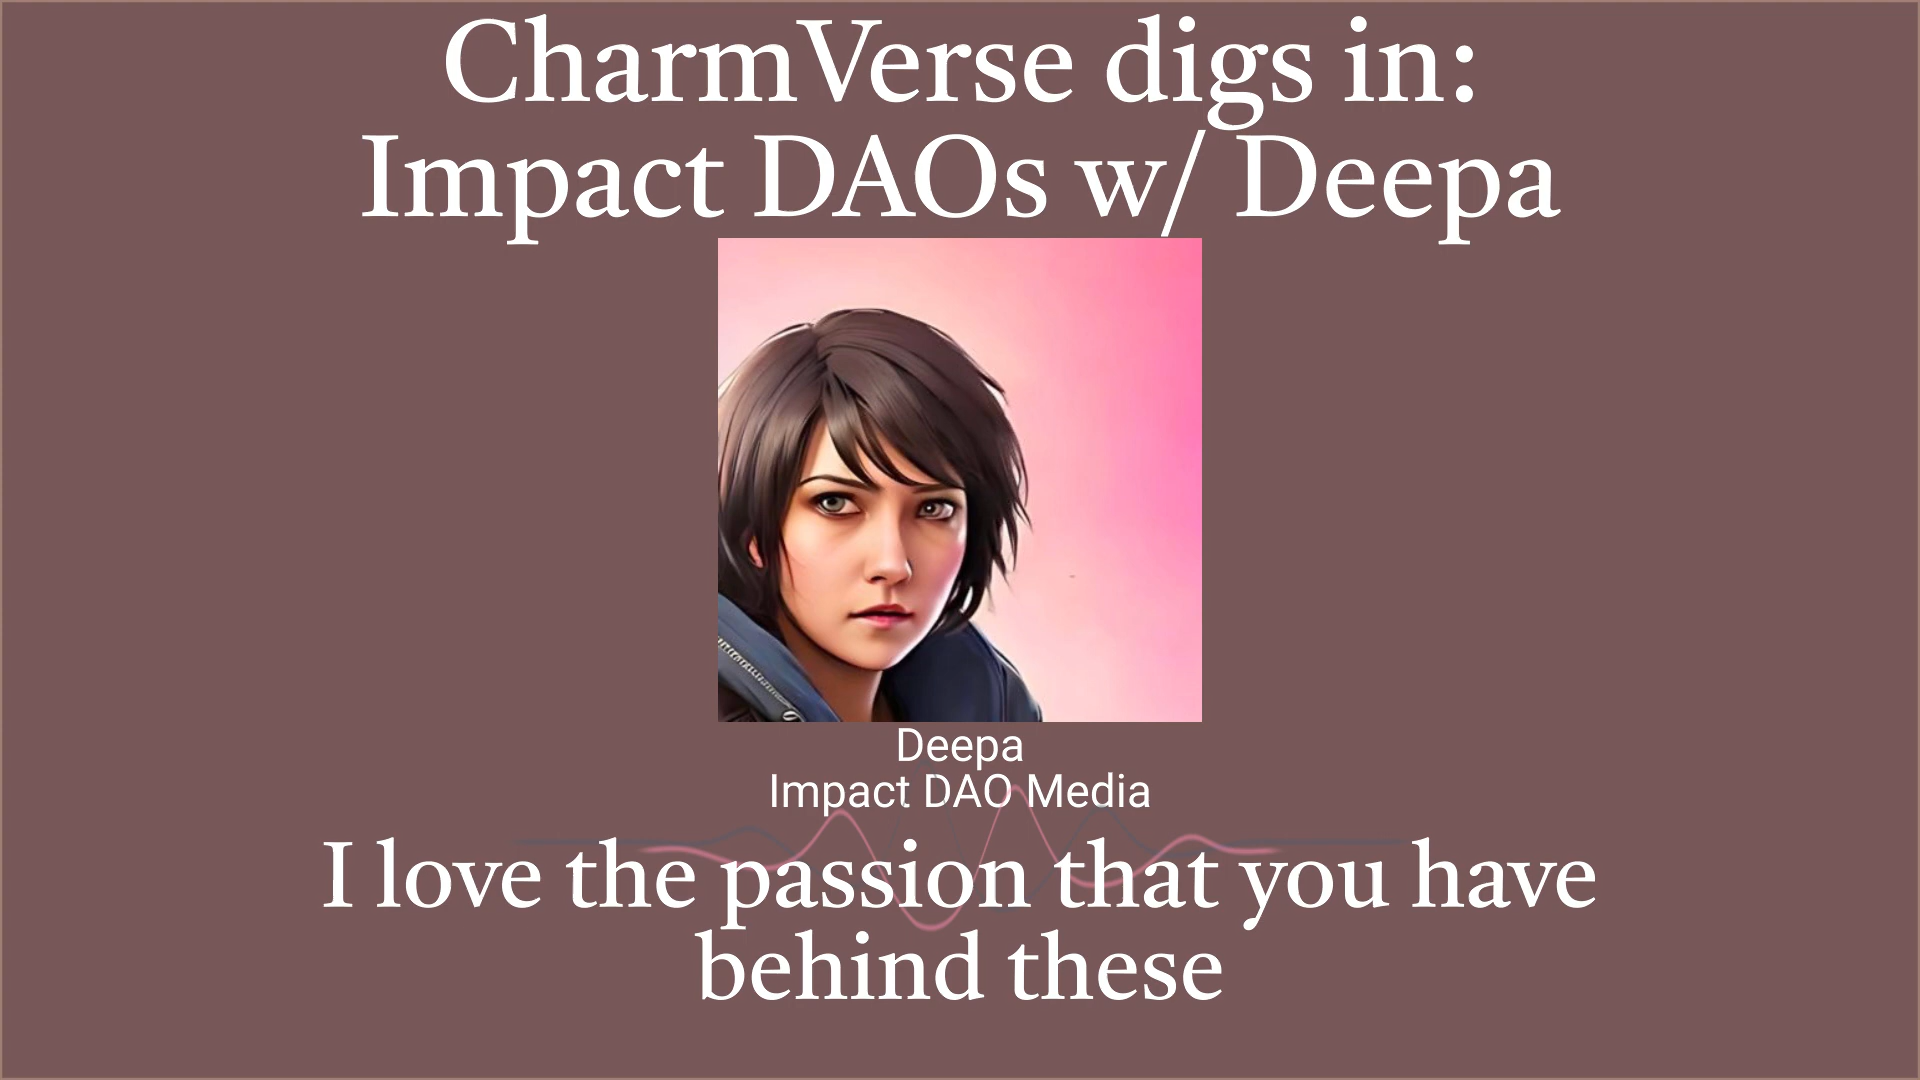 CharmVerse digs in:
Impact DAOs w/ Deepa
Deepa
Impact DAO Media
I love the passion that you have
behind these